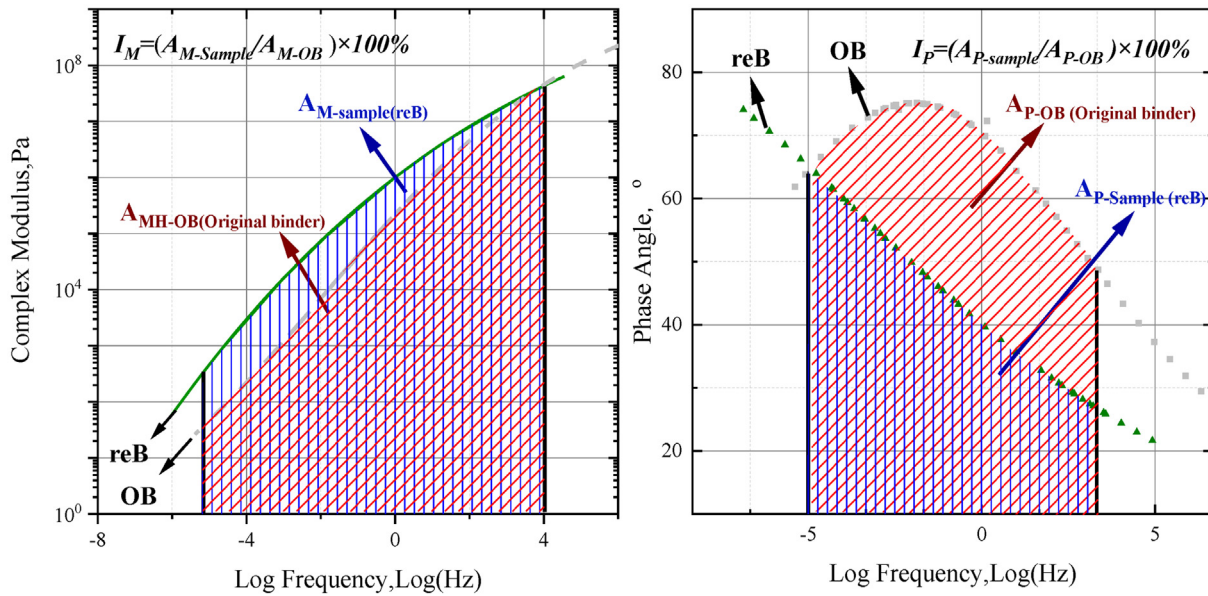 I_M=(A_M-Sample/A_M-OB)×100%
A_M-sample(reB)
A_MH-OB(Original binder)
reB
OB
Complex Modulus,Pa
10^8
10^4
10^0
-8
-4
0
4
Log Frequency,Log(Hz)
I_P=(A_P-sample/A_P-OB)×100%
reB
OB
A_P-OB (Original binder)
A_P-Sample (reB)
Phase Angle, °
80
60
40
20
-5
0
5
Log Frequency,Log(Hz)